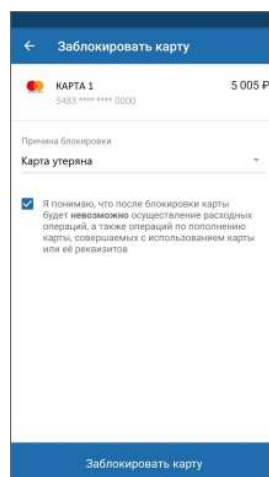 Заблокировать карту
КАРТА 1 5 005 ₽
5483 **** **** 0000
Причина блокировки
Карта утеряна
Я понимаю, что после блокировки карты
будет невозможно осуществление расходных
операций, а также операций по пополнению
карты, совершаемых с использованием карты
или её реквизитов
Заблокировать карту